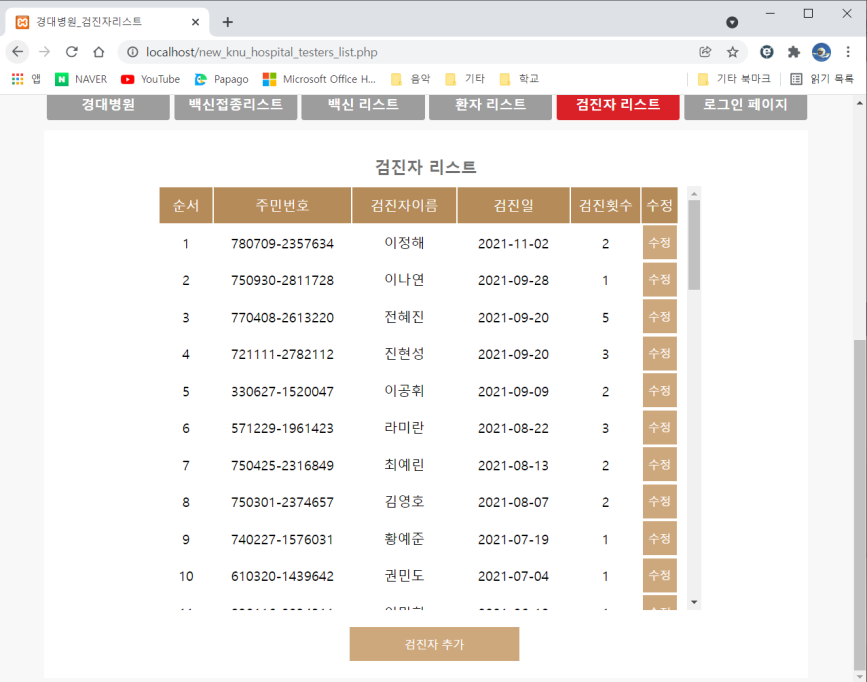 경대병원_검진자리스트
localhost/new_knu_hospital_testers_list.php
앱 NAVER YouTube Papago Microsoft Office H... 음악 기타 학교 기타 북마크 읽기 목록
경대병원 백신접종리스트 백신 리스트 환자 리스트 검진자 리스트 로그인 페이지
검진자 리스트
순서 주민번호 검진자이름 검진일 검진횟수 수정
1 780709-2357634 이정해 2021-11-02 2 수정
2 750930-2811728 이나연 2021-09-28 1 수정
3 770408-2613220 전혜진 2021-09-20 5 수정
4 721111-2782112 진현성 2021-09-20 3 수정
5 330627-1520047 이공휘 2021-09-09 2 수정
6 571229-1961423 라미란 2021-08-22 3 수정
7 750425-2316849 최예린 2021-08-13 2 수정
8 750301-2374657 김영호 2021-08-07 2 수정
9 740227-1576031 황예준 2021-07-19 1 수정
10 610320-1439642 권민도 2021-07-04 1 수정
검진자 추가